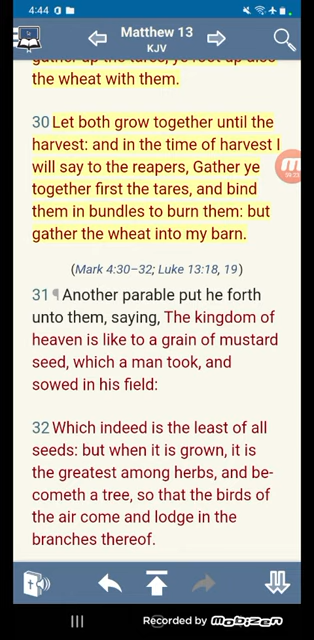 4:44
Matthew 13
KJV
the wheat with them.
30 Let both grow together until the
harvest: and in the time of harvest I
will say to the reapers, Gather ye
together first the tares, and bind
them in bundles to burn them: but
gather the wheat into my barn.
(Mark 4:30–32; Luke 13:18, 19)
31 ¶ Another parable put he forth
unto them, saying, The kingdom of
heaven is like to a grain of mustard
seed, which a man took, and
sowed in his field:
32 Which indeed is the least of all
seeds: but when it is grown, it is
the greatest among herbs, and be-
cometh a tree, so that the birds of
the air come and lodge in the
branches thereof.
Recorded by mobizen